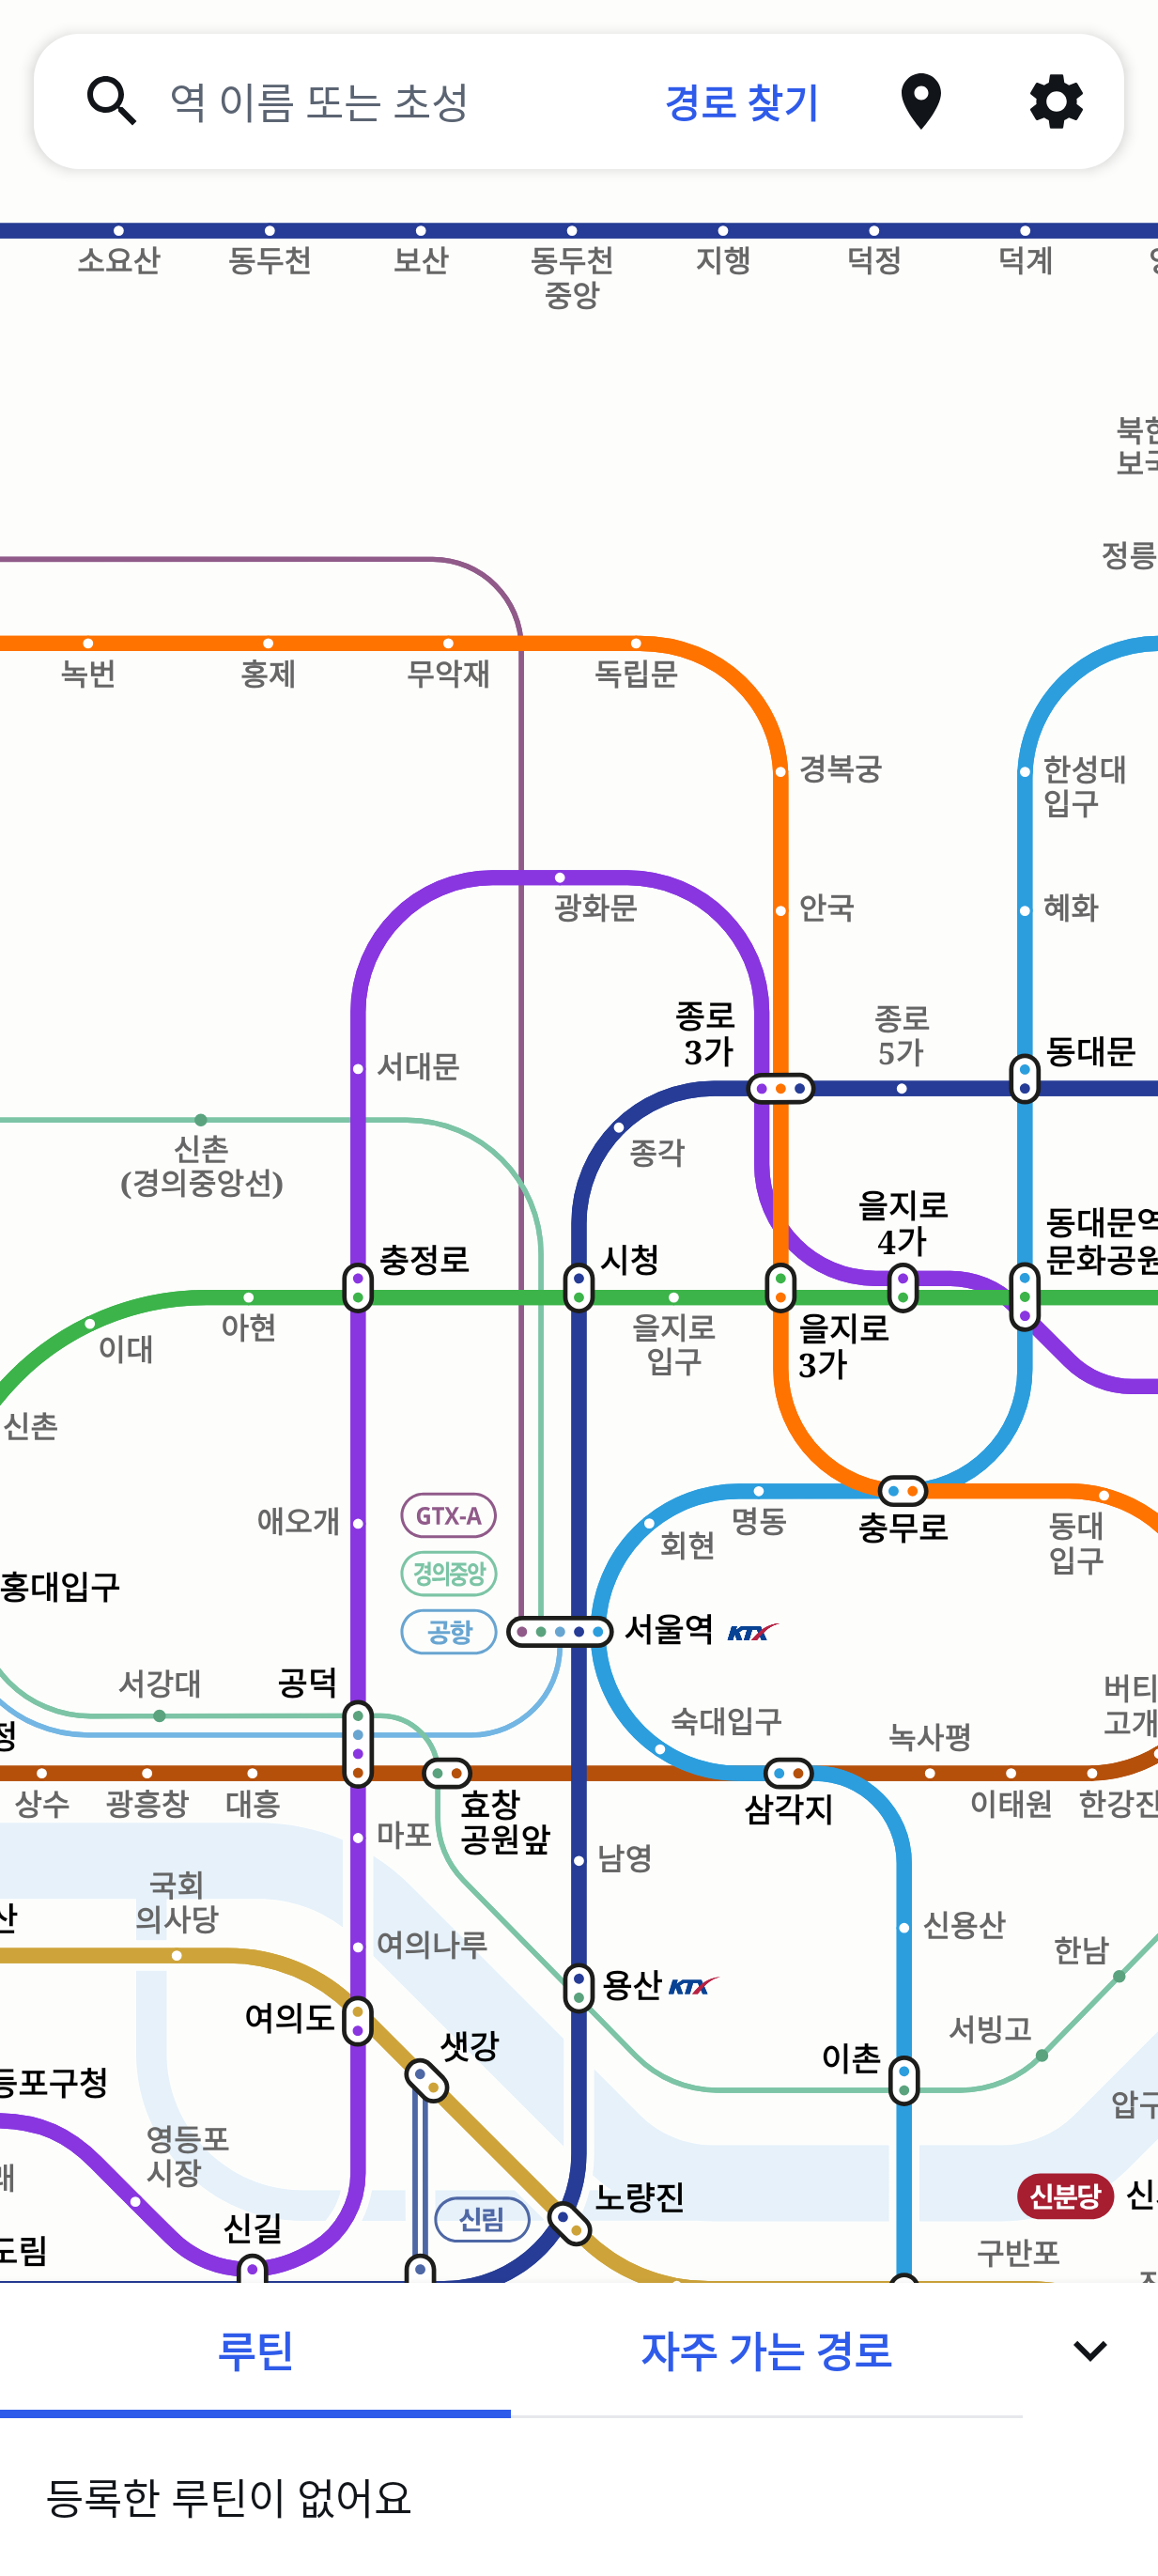 역 이름 또는 초성
경로 찾기
소요산
동두천
보산
동두천
중앙
지행
덕정
덕계
정릉
녹번
홍제
무악재
독립문
경복궁
한성대
입구
광화문
안국
혜화
종로
3가
종로
5가
동대문
서대문
신촌
(경의중앙선)
종각
을지로
4가
충정로
시청
동대문역
문화공원
이대
아현
을지로
입구
을지로
3가
신촌
애오개
GTX-A
경의중앙
공항
회현
명동
충무로
동대
입구
홍대입구
서울역 KTX
서강대
공덕
숙대입구
녹사평
버티
고개
상수
광흥창
대흥
효창
공원앞
삼각지
이태원
한강진
마포
남영
국회
의사당
여의나루
신용산
한남
용산 KTX
여의도
샛강
이촌
서빙고
등포구청
압구
영등포
시장
신림
노량진
신분당
신길
도림
구반포
루틴
자주 가는 경로
등록한 루틴이 없어요